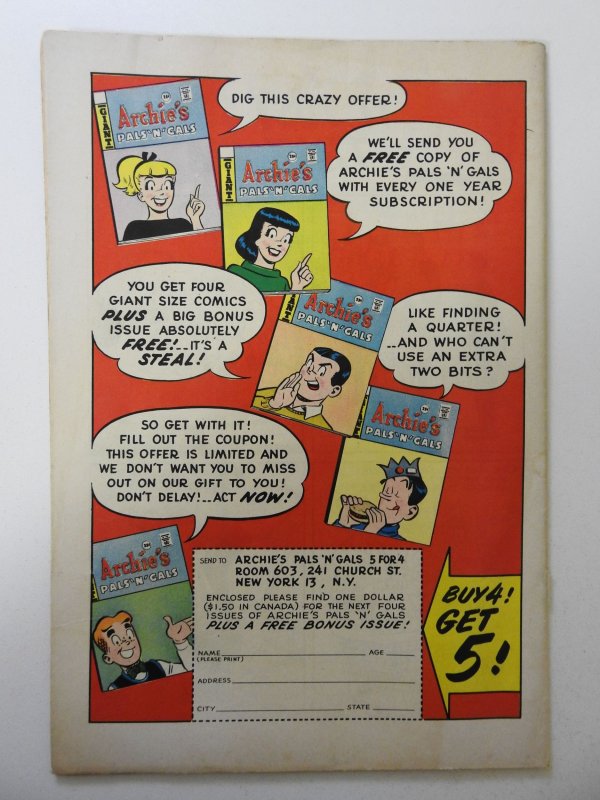 DIG THIS CRAZY OFFER!
GIANT
Archie's
PALS 'N' GALS
WE'LL SEND YOU
A FREE COPY OF
ARCHIE'S PALS 'N' GALS
WITH EVERY ONE YEAR
SUBSCRIPTION!
GIANT
Archie's
PALS 'N' GALS
YOU GET FOUR
GIANT SIZE COMICS
PLUS A BIG BONUS
ISSUE ABSOLUTELY
FREE!...IT'S A
STEAL!
Archie's
PALS 'N' GALS
LIKE FINDING
A QUARTER!
...AND WHO CAN'T
USE AN EXTRA
TWO BITS?
Archie's
PALS 'N' GALS
SO GET WITH IT!
FILL OUT THE COUPON!
THIS OFFER IS LIMITED AND
WE DON'T WANT YOU TO MISS
OUT ON OUR GIFT TO YOU!
DON'T DELAY!...ACT NOW!
Archie's
PALS 'N' GALS
SEND TO ARCHIE'S PALS 'N' GALS 5 FOR 4
ROOM 603, 241 CHURCH ST.
NEW YORK 13, N.Y.
ENCLOSED PLEASE FIND ONE DOLLAR
($1.50 IN CANADA) FOR THE NEXT FOUR
ISSUES OF ARCHIE'S PALS 'N' GALS
PLUS A FREE BONUS ISSUE!
NAME AGE
(PLEASE PRINT)
ADDRESS
CITY STATE
BUY 4!
GET
5!